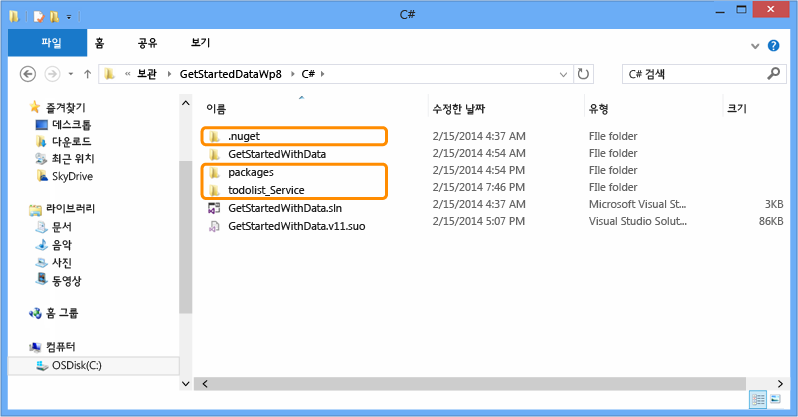 C#
파일 홈 공유 보기
« 보관 GetStartedDataWp8 C# C# 검색
즐겨찾기
데스크톱
다운로드
최근 위치
SkyDrive
라이브러리
문서
음악
사진
동영상
홈 그룹
컴퓨터
OSDisk(C:)
이름 수정한 날짜 유형 크기
.nuget 2/15/2014 4:37 AM FIle folder
GetStartedWithData 2/15/2014 4:54 AM FIle folder
packages 2/15/2014 4:54 PM FIle folder
todolist_Service 2/15/2014 7:46 PM FIle folder
GetStartedWithData.sln 2/15/2014 4:37 AM Microsoft Visual St... 3KB
GetStartedWithData.v11.suo 2/15/2014 5:07 PM Visual Studio Solut... 86KB